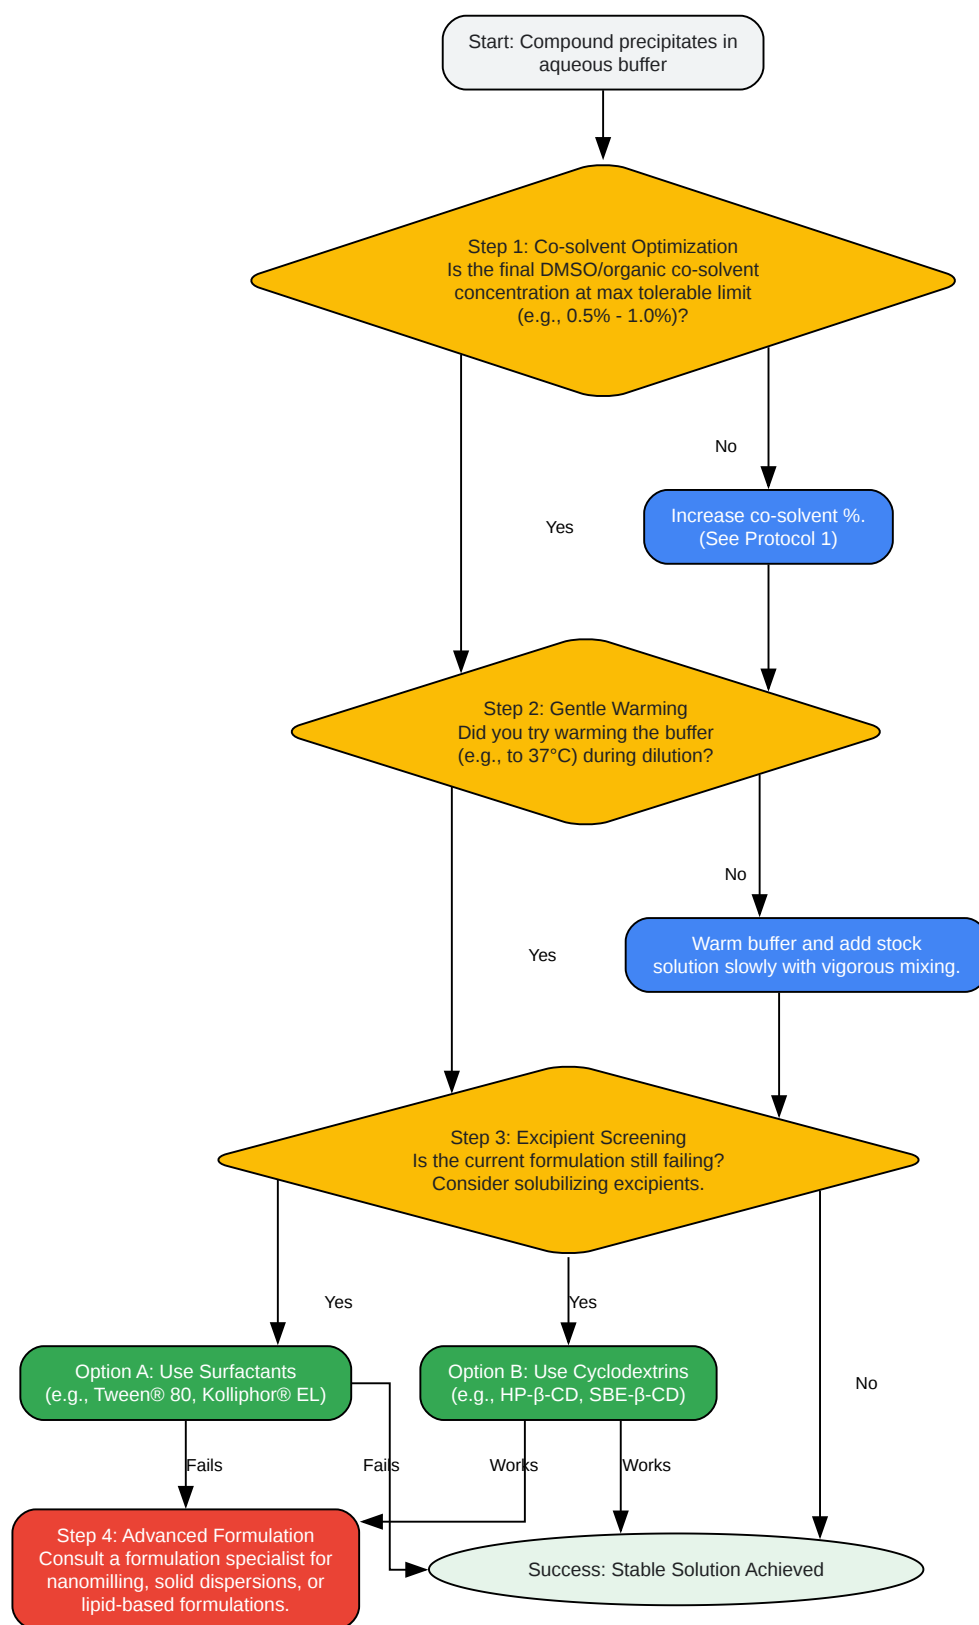 Start: Compound precipitates in
aqueous buffer
Step 1: Co-solvent Optimization
Is the final DMSO/organic co-solvent
concentration at max tolerable limit
(e.g., 0.5% - 1.0%)?
No
Yes
Increase co-solvent %.
(See Protocol 1)
Step 2: Gentle Warming
Did you try warming the buffer
(e.g., to 37°C) during dilution?
No
Yes
Warm buffer and add stock
solution slowly with vigorous mixing.
Step 3: Excipient Screening
Is the current formulation still failing?
Consider solubilizing excipients.
Yes
Yes
No
Option A: Use Surfactants
(e.g., Tween® 80, Kolliphor® EL)
Option B: Use Cyclodextrins
(e.g., HP-β-CD, SBE-β-CD)
Fails
Fails
Works
Works
Step 4: Advanced Formulation
Consult a formulation specialist for
nanomilling, solid dispersions, or
lipid-based formulations.
Success: Stable Solution Achieved